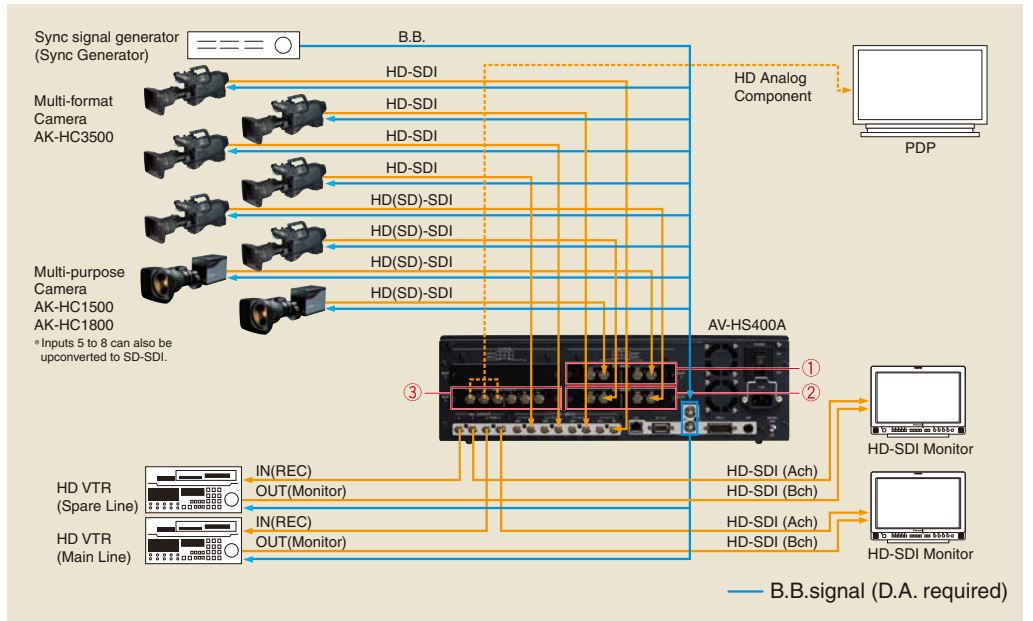 Sync signal generator
(Sync Generator)
B.B.
HD-SDI
HD Analog
Component
Multi-format
Camera
AK-HC3500
HD-SDI
HD-SDI
PDP
HD-SDI
HD(SD)-SDI
HD(SD)-SDI
HD(SD)-SDI
Multi-purpose
Camera
AK-HC1500
AK-HC1800
*Inputs 5 to 8 can also be
upconverted to SD-SDI.
HD(SD)-SDI
AV-HS400A
①
②
③
HD-SDI Monitor
IN(REC)
HD-SDI (Ach)
HD VTR
(Spare Line)
OUT(Monitor)
HD-SDI (Bch)
IN(REC)
HD-SDI (Ach)
HD VTR
(Main Line)
OUT(Monitor)
HD-SDI (Bch)
HD-SDI Monitor
B.B.signal (D.A. required)